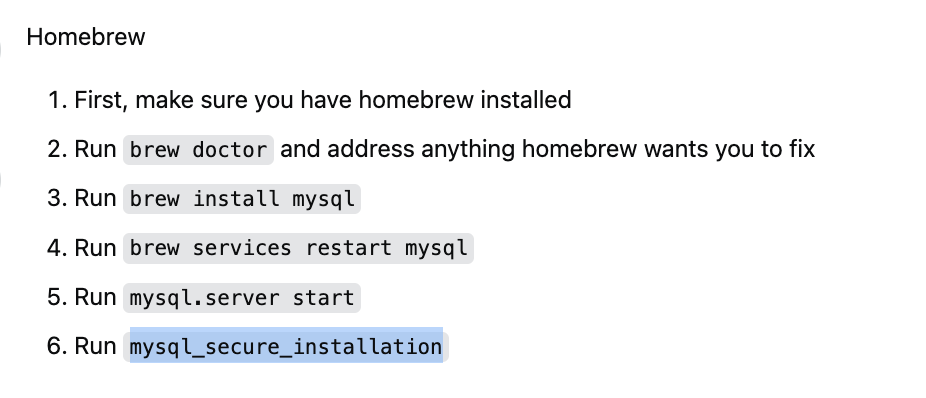 Homebrew
1. First, make sure you have homebrew installed
2. Run brew doctor and address anything homebrew wants you to fix
3. Run brew install mysql
4. Run brew services restart mysql
5. Run mysql.server start
6. Run mysql_secure_installation